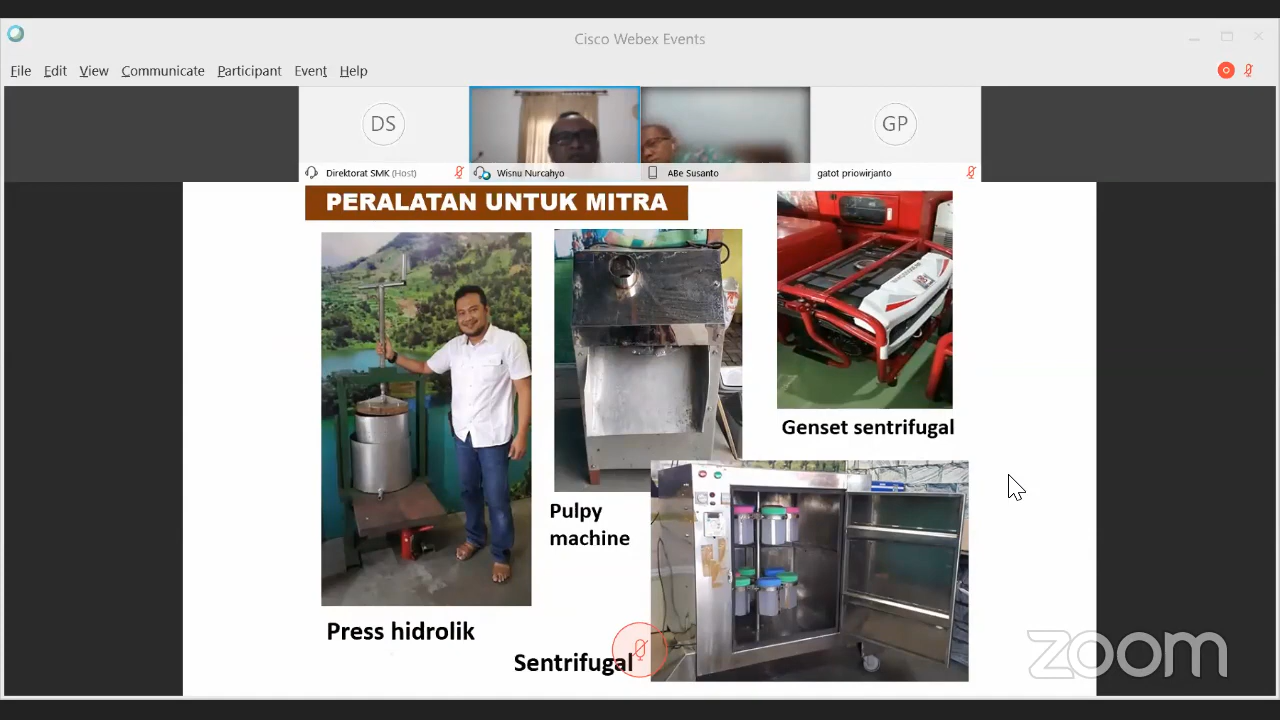 Cisco Webex Events
File Edit View Communicate Participant Event Help
DS
GP
Direktorat SMK (Host)
Wisnu Nurcahyo
ABe Susanto
gatot priowirjanto
PERALATAN UNTUK MITRA
Genset sentrifugal
Pulpy
machine
Press hidrolik
Sentrifugal
zoom